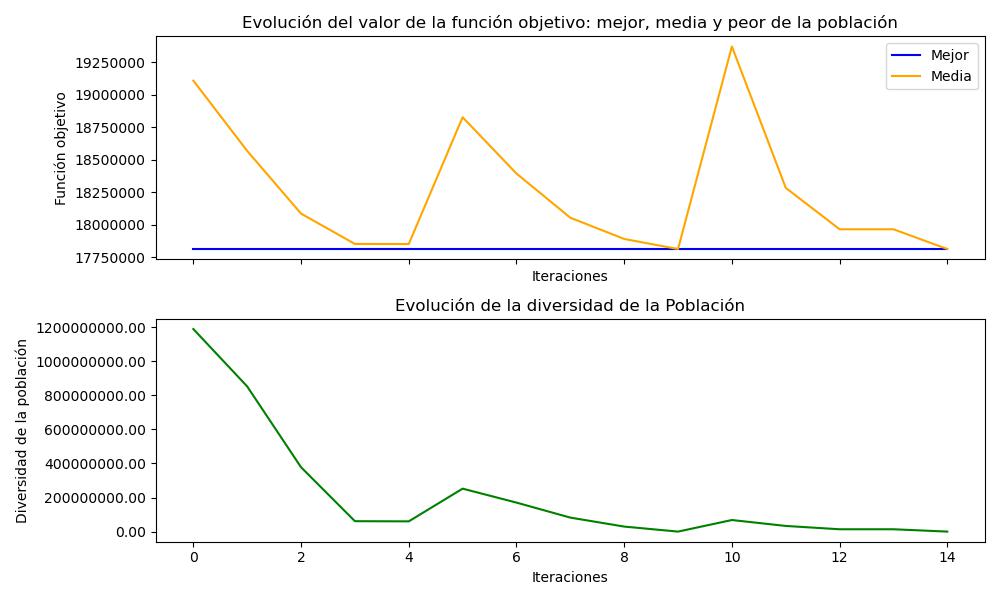 Evolución del valor de la función objetivo: mejor, media y peor de la población
19250000
19000000
18750000
18500000
18250000
18000000
17750000
Función objetivo
Mejor
Media
Iteraciones
Evolución de la diversidad de la Población
1200000000.00
1000000000.00
800000000.00
600000000.00
400000000.00
200000000.00
0.00
Diversidad de la población
0 2 4 6 8 10 12 14
Iteraciones